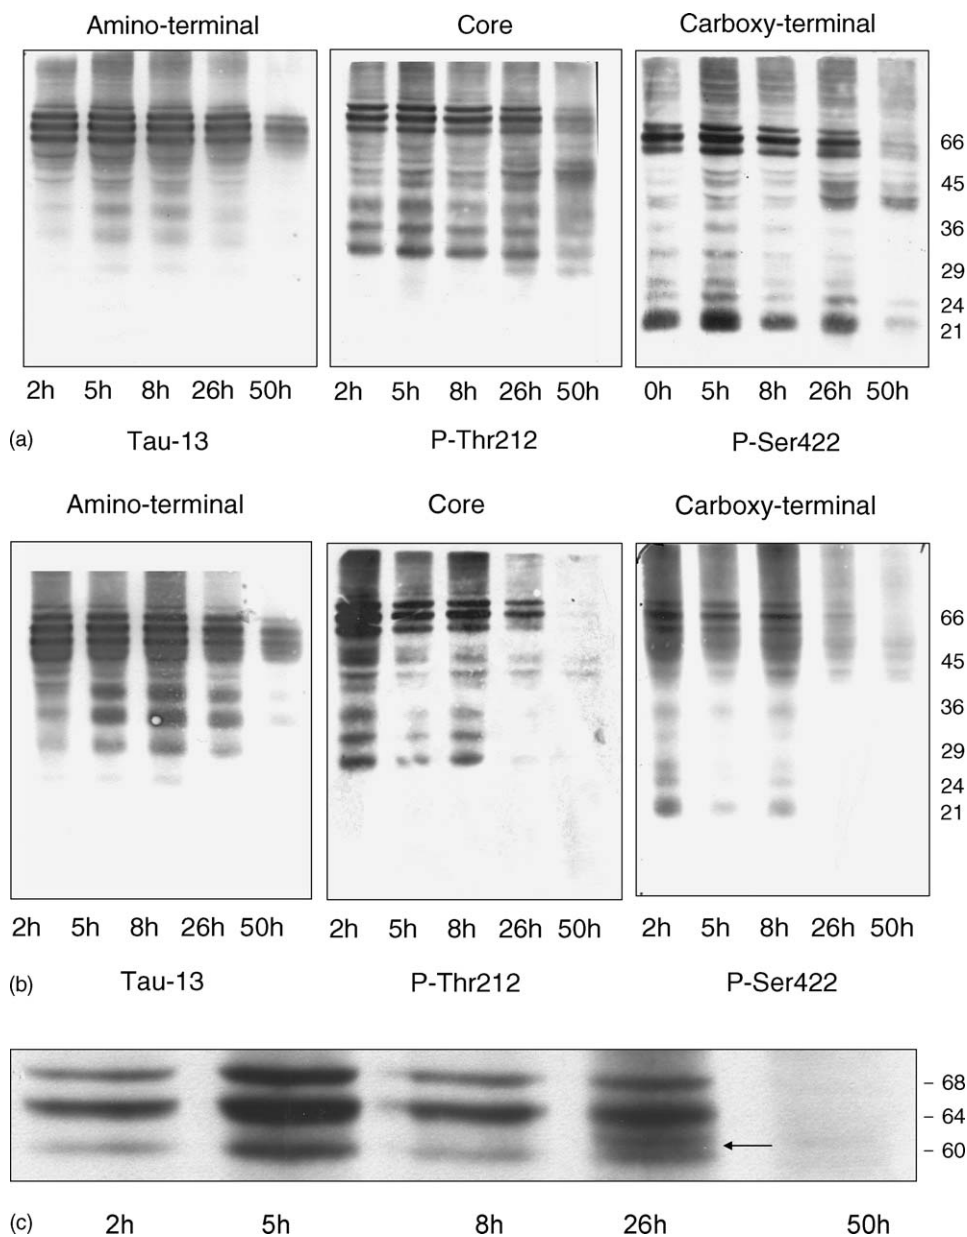 Amino-terminal Core Carboxy-terminal
66
45
36
29
24
21
2h 5h 8h 26h 50h 2h 5h 8h 26h 50h 0h 5h 8h 26h 50h
(a) Tau-13 P-Thr212 P-Ser422
Amino-terminal Core Carboxy-terminal
66
45
36
29
24
21
2h 5h 8h 26h 50h 2h 5h 8h 26h 50h 2h 5h 8h 26h 50h
(b) Tau-13 P-Thr212 P-Ser422
- 68
- 64
- 60
(c) 2h 5h 8h 26h 50h